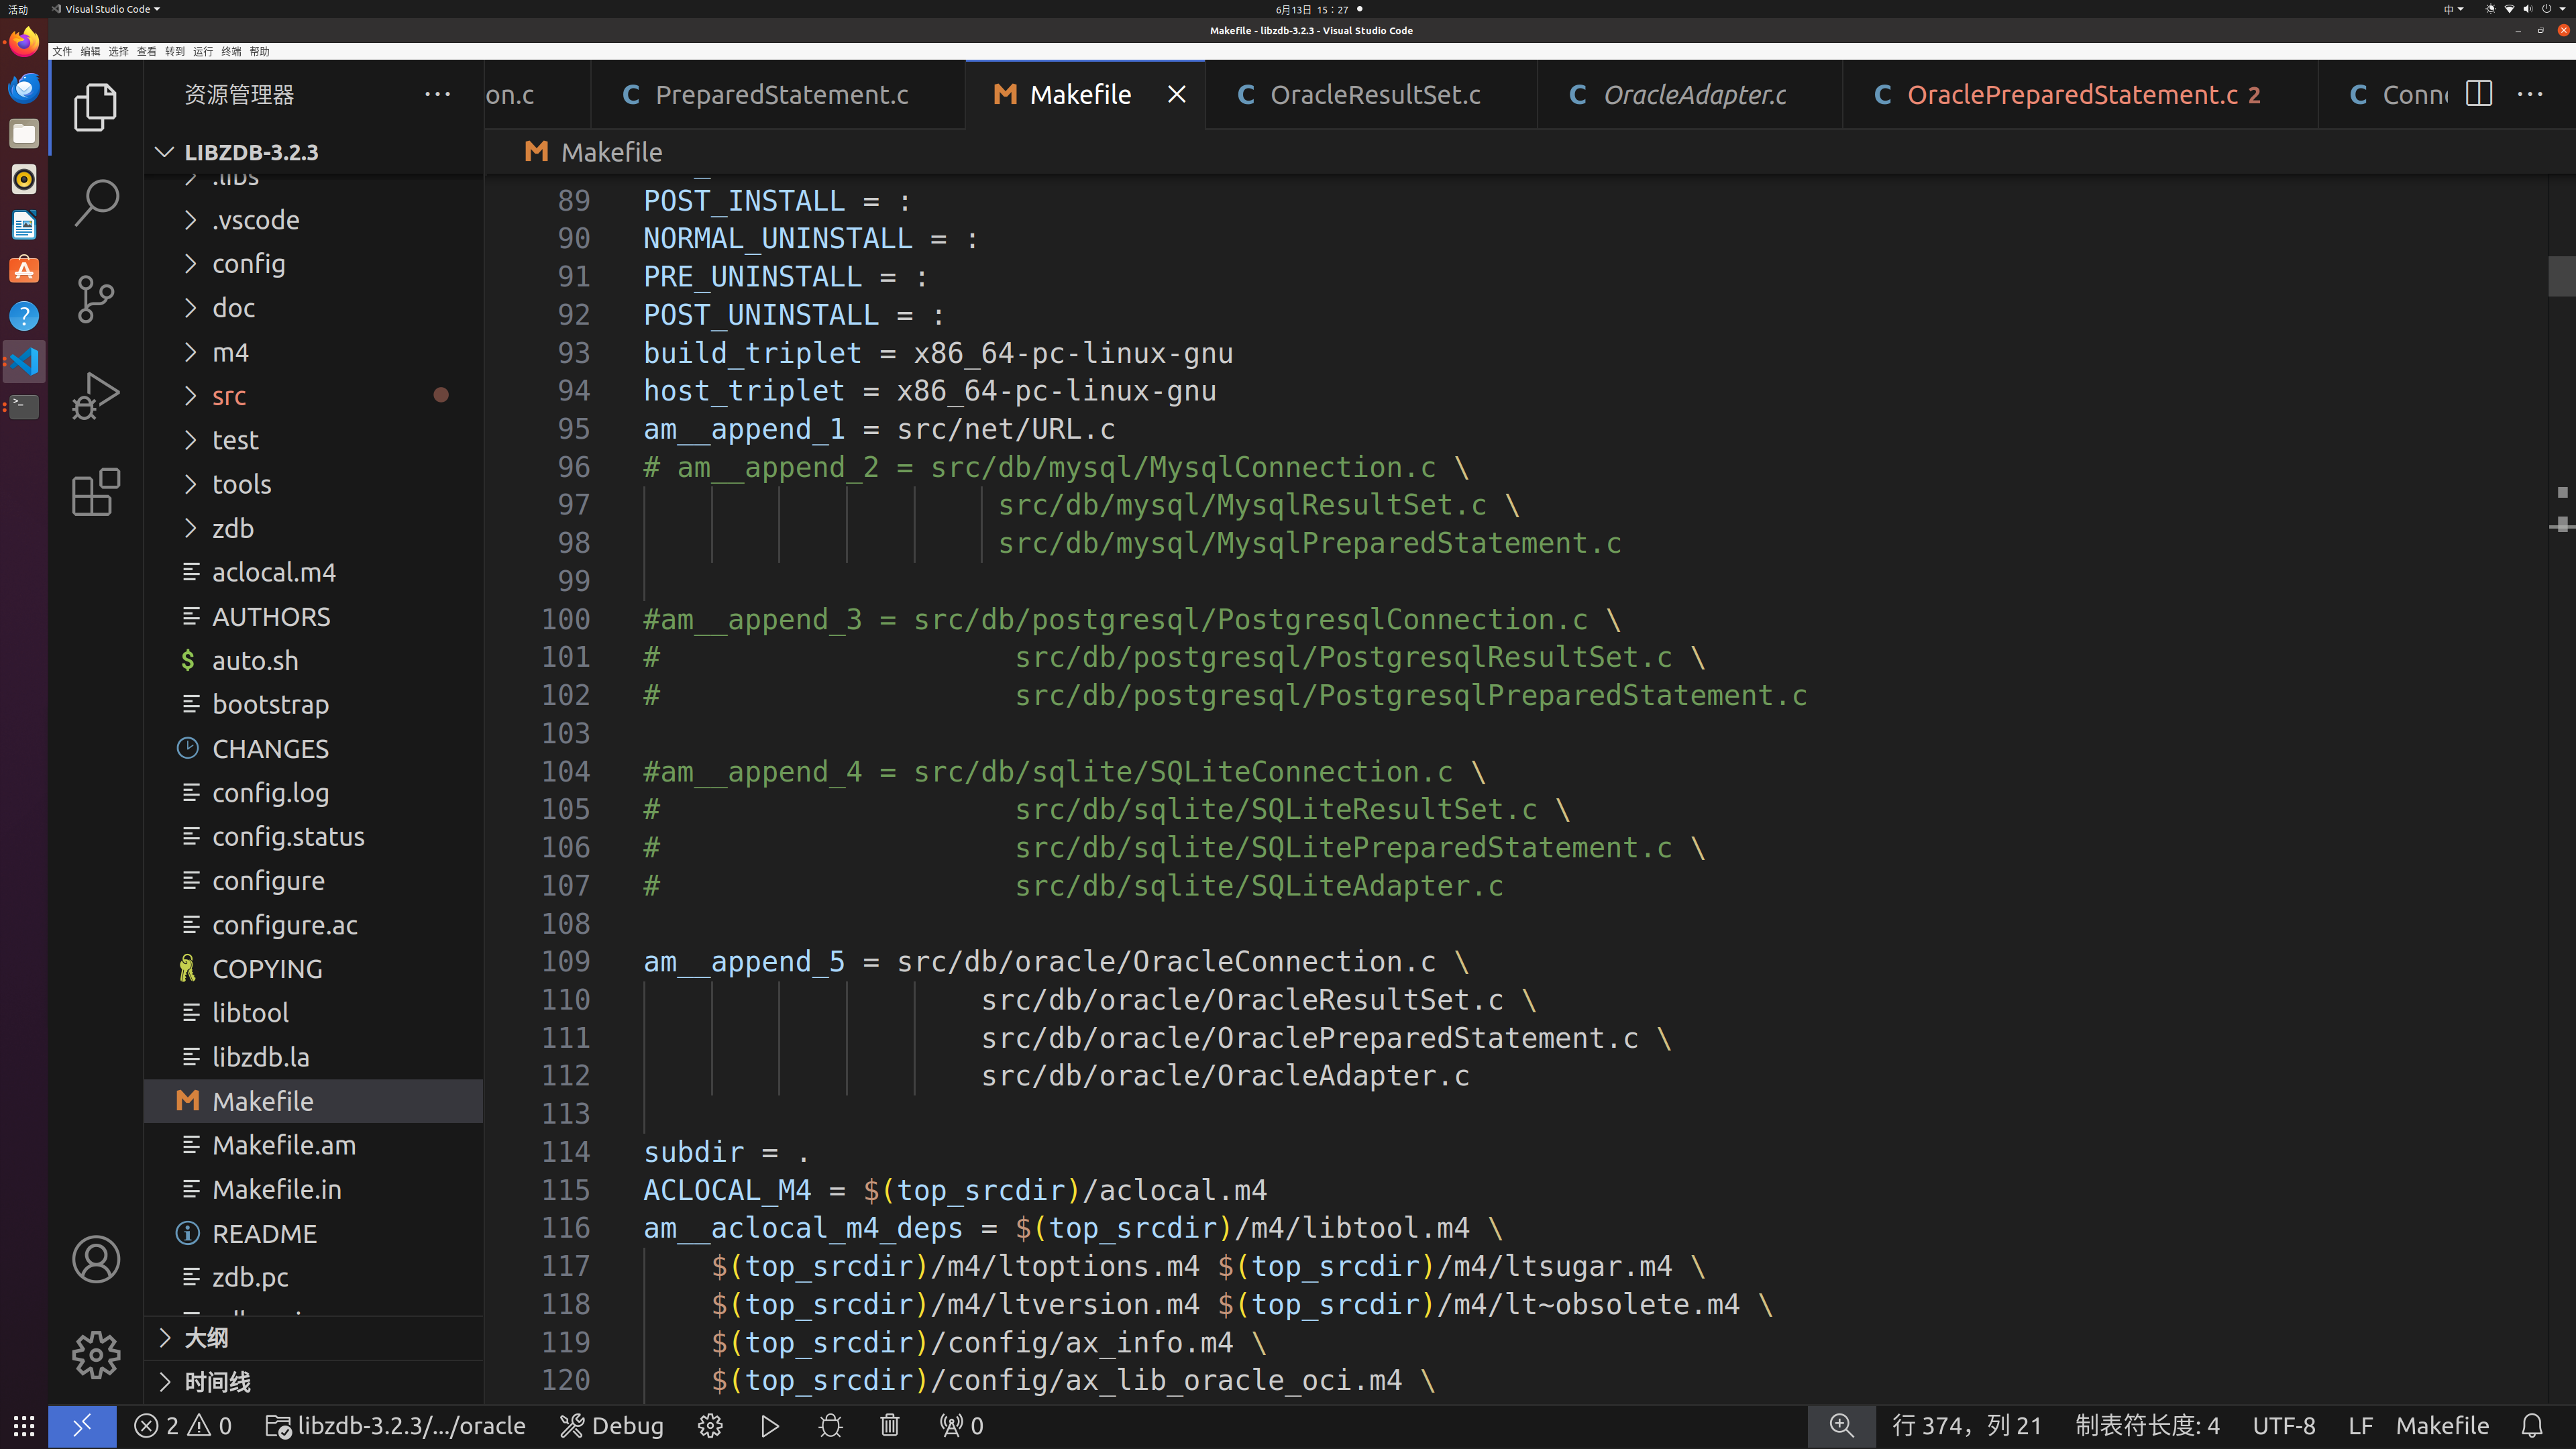 活动
Visual Studio Code
6月13日 15：27
中
Makefile - libzdb-3.2.3 - Visual Studio Code
文件 编辑 选择 查看 转到 运行 终端 帮助
资源管理器
on.c
PreparedStatement.c
Makefile
OracleResultSet.c
OracleAdapter.c
OraclePreparedStatement.c 2
LIBZDB-3.2.3
.libs
.vscode
config
doc
m4
src
test
tools
zdb
aclocal.m4
AUTHORS
auto.sh
bootstrap
CHANGES
config.log
config.status
configure
configure.ac
COPYING
libtool
libzdb.la
Makefile
Makefile.am
Makefile.in
README
zdb.pc
大纲
时间线
Makefile
89 POST_INSTALL = :
90 NORMAL_UNINSTALL = :
91 PRE_UNINSTALL = :
92 POST_UNINSTALL = :
93 build_triplet = x86_64-pc-linux-gnu
94 host_triplet = x86_64-pc-linux-gnu
95 am__append_1 = src/net/URL.c
96 # am__append_2 = src/db/mysql/MysqlConnection.c \
97 src/db/mysql/MysqlResultSet.c \
98 src/db/mysql/MysqlPreparedStatement.c
99
100 #am__append_3 = src/db/postgresql/PostgresqlConnection.c \
101 # src/db/postgresql/PostgresqlResultSet.c \
102 # src/db/postgresql/PostgresqlPreparedStatement.c
103
104 #am__append_4 = src/db/sqlite/SQLiteConnection.c \
105 # src/db/sqlite/SQLiteResultSet.c \
106 # src/db/sqlite/SQLitePreparedStatement.c \
107 # src/db/sqlite/SQLiteAdapter.c
108
109 am__append_5 = src/db/oracle/OracleConnection.c \
110 src/db/oracle/OracleResultSet.c \
111 src/db/oracle/OraclePreparedStatement.c \
112 src/db/oracle/OracleAdapter.c
113
114 subdir = .
115 ACLOCAL_M4 = $(top_srcdir)/aclocal.m4
116 am__aclocal_m4_deps = $(top_srcdir)/m4/libtool.m4 \
117 $(top_srcdir)/m4/ltoptions.m4 $(top_srcdir)/m4/ltsugar.m4 \
118 $(top_srcdir)/m4/ltversion.m4 $(top_srcdir)/m4/lt~obsolete.m4 \
119 $(top_srcdir)/config/ax_info.m4 \
120 $(top_srcdir)/config/ax_lib_oracle_oci.m4 \
2 0 libzdb-3.2.3/.../oracle Debug 0
行 374，列 21 制表符长度: 4 UTF-8 LF Makefile